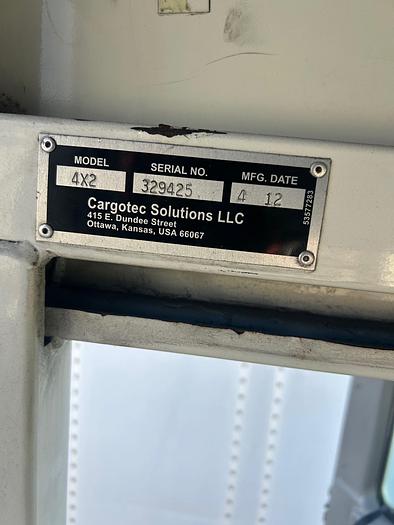 MODEL SERIAL NO. MFG. DATE
4X2 329425 4 12
Cargotec Solutions LLC
415 E. Dundee Street
Ottawa, Kansas, USA 66067
53577283